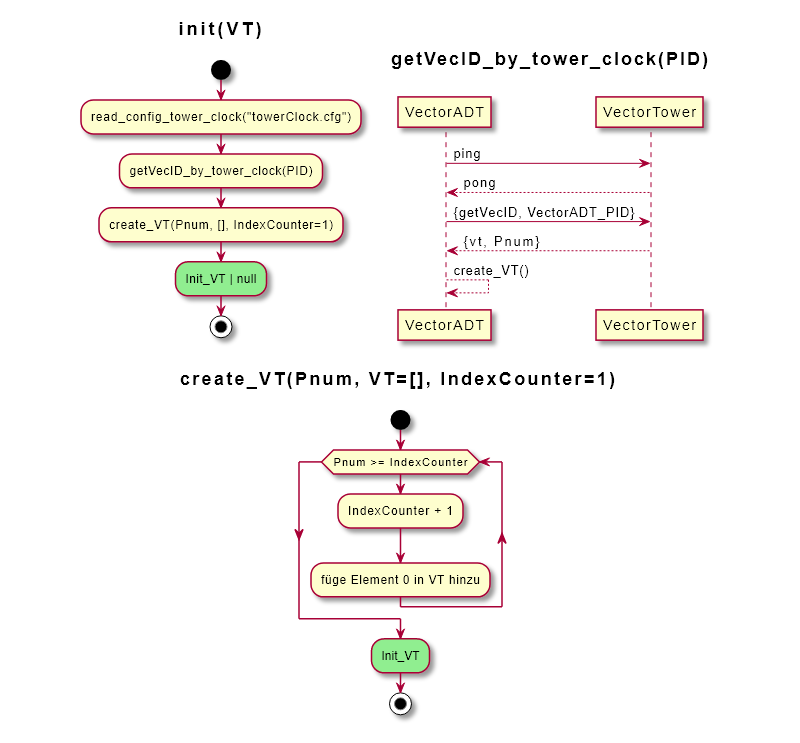 init(VT)
read_config_tower_clock("towerClock.cfg")
getVecID_by_tower_clock(PID)
create_VT(Pnum, [], IndexCounter=1)
Init_VT | null
getVecID_by_tower_clock(PID)
VectorADT
VectorTower
ping
pong
{getVecID, VectorADT_PID}
{vt, Pnum}
create_VT()
VectorADT
VectorTower
create_VT(Pnum, VT=[], IndexCounter=1)
Pnum >= IndexCounter
IndexCounter + 1
füge Element 0 in VT hinzu
Init_VT